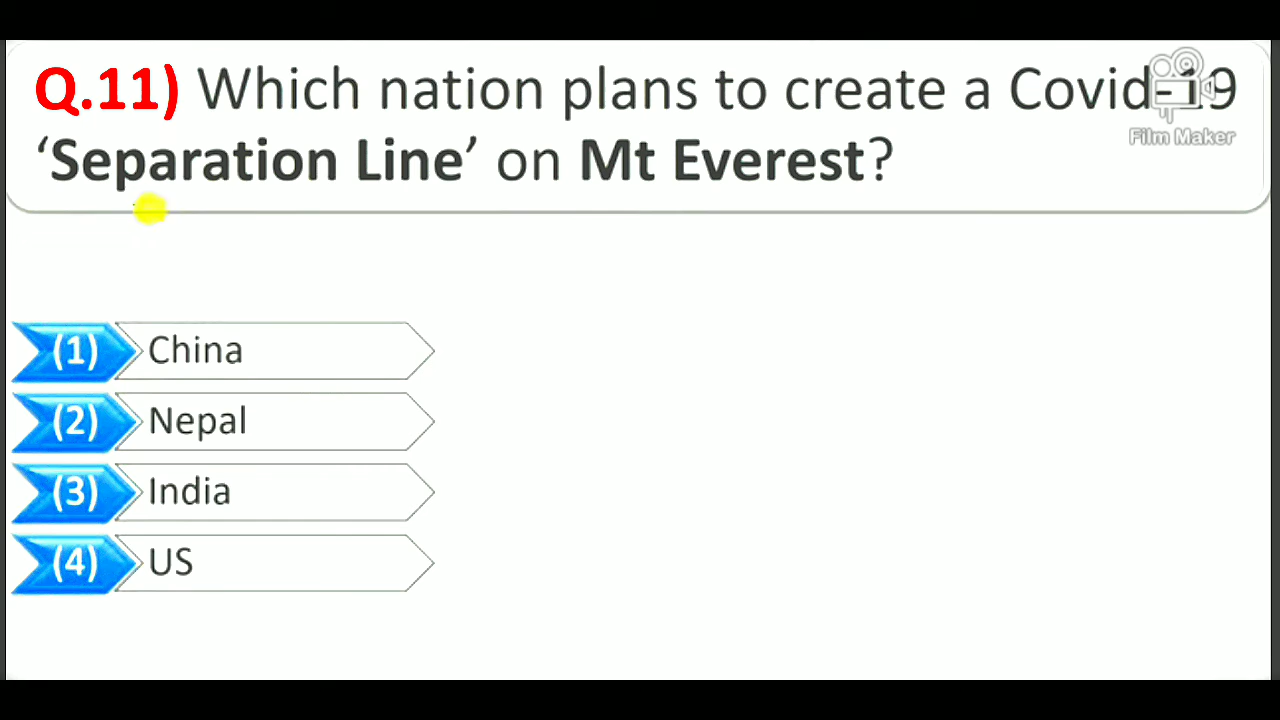 Q.11) Which nation plans to create a Covid-19
‘Separation Line’ on Mt Everest?
Film Maker
(1) China
(2) Nepal
(3) India
(4) US